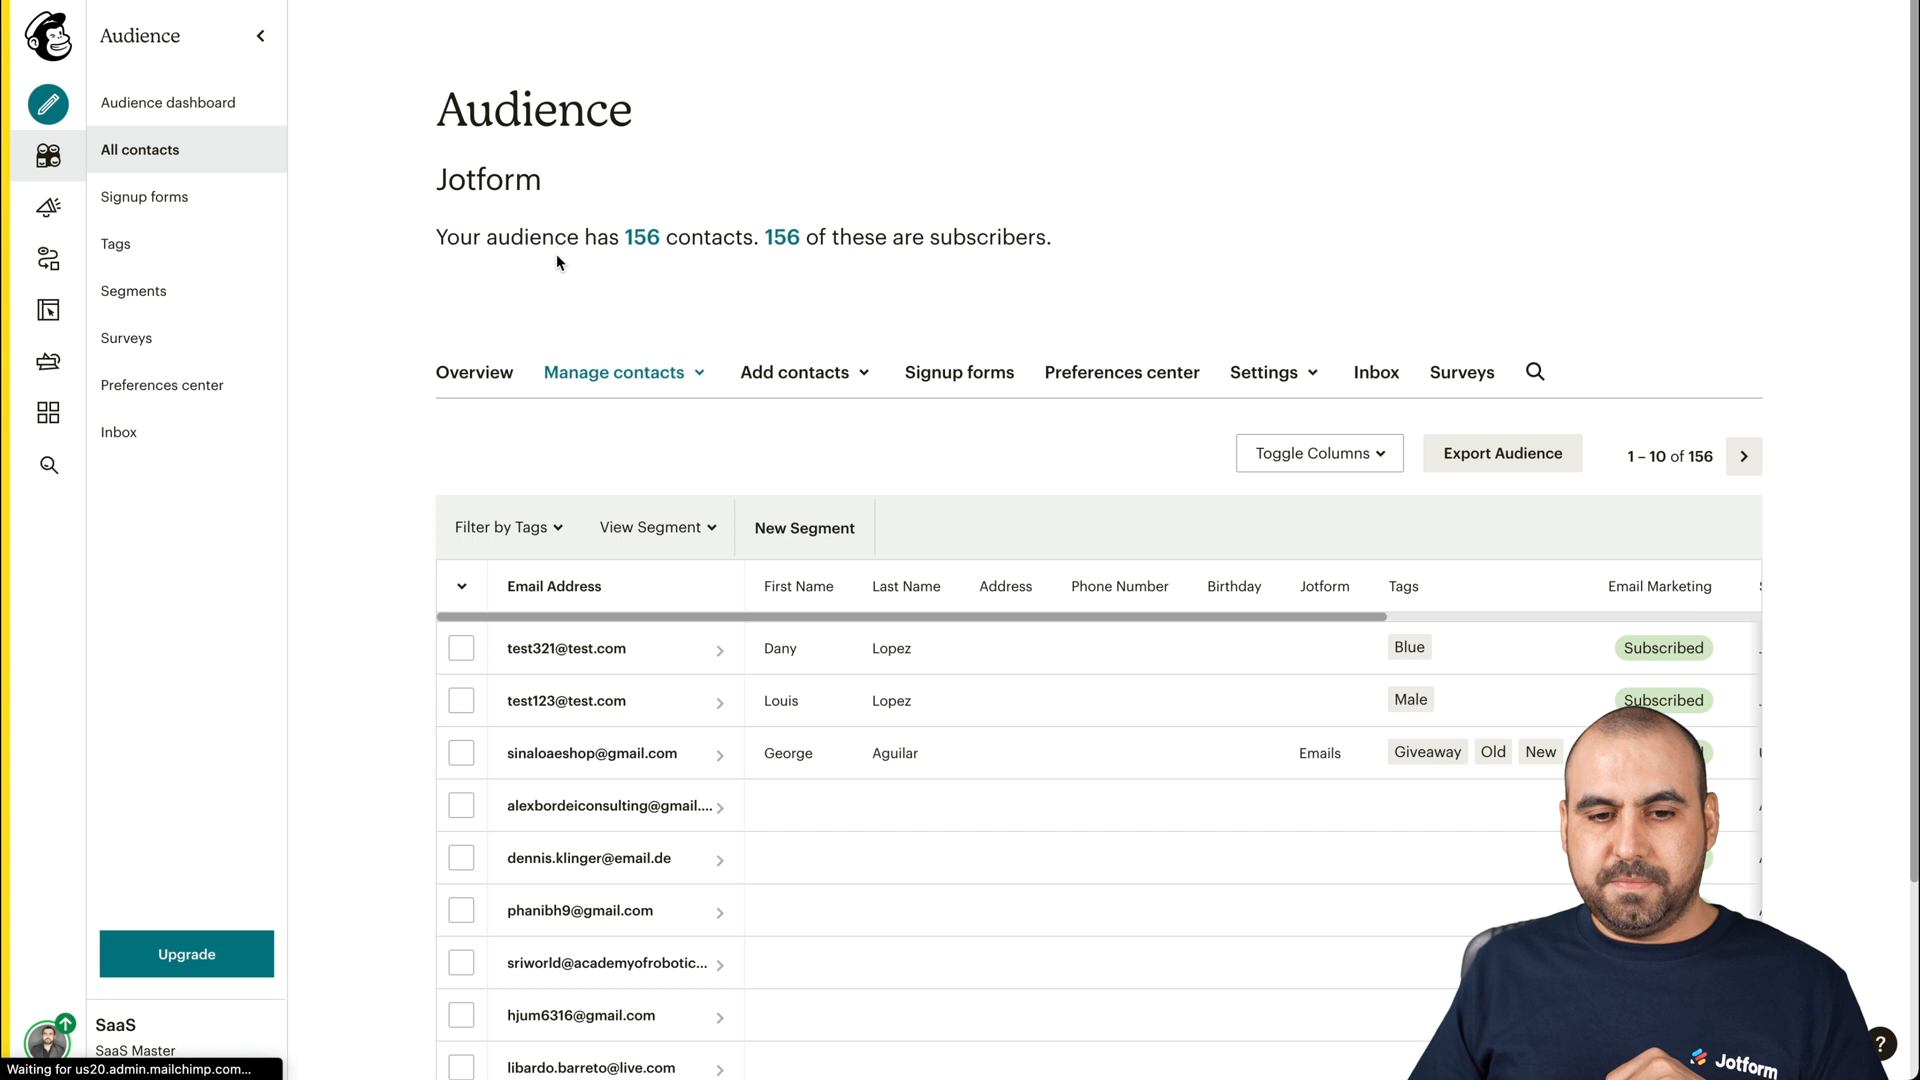 Audience
Audience dashboard
All contacts
Signup forms
Tags
Segments
Surveys
Preferences center
Inbox
Upgrade
SaaS
SaaS Master
Waiting for us20.admin.mailchimp.com...
Audience
Jotform
Your audience has 156 contacts. 156 of these are subscribers.
Overview Manage contacts Add contacts Signup forms Preferences center Settings Inbox Surveys
Toggle Columns Export Audience 1 – 10 of 156
Filter by Tags View Segment New Segment
Email Address First Name Last Name Address Phone Number Birthday Jotform Tags Email Marketing
test321@test.com Dany Lopez Blue Subscribed
test123@test.com Louis Lopez Male Subscribed
sinaloaeshop@gmail.com George Aguilar Emails Giveaway Old New
alexbordeiconsulting@gmail....
dennis.klinger@email.de
phanibh9@gmail.com
sriworld@academyofrobotic...
hjum6316@gmail.com
libardo.barreto@live.com
Jotform
?